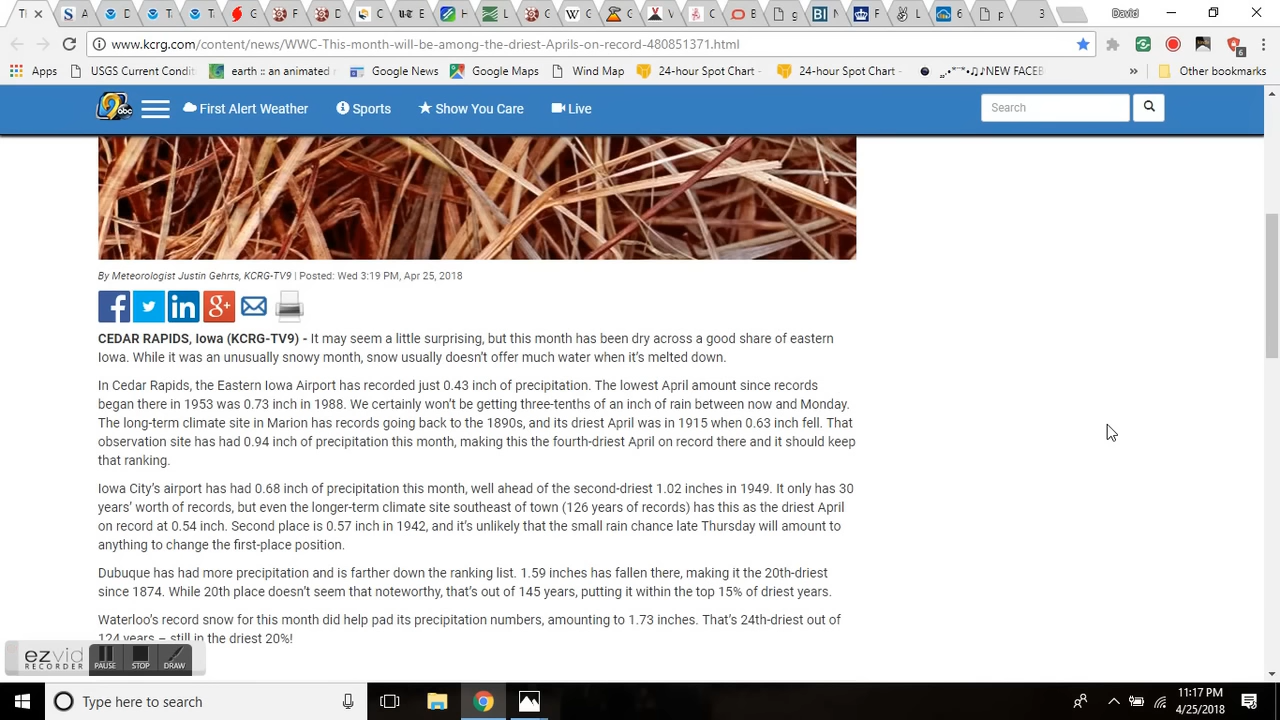 Tl
A
D
T
T
G
F
D
C
E
H
L
C
W
C
V
C
B
g
N
F
L
6
p
3
David
www.kcrg.com/content/news/WWC-This-month-will-be-among-the-driest-Aprils-on-record-480851371.html
6
Apps
USGS Current Condit
earth :: an animated
Google News
Google Maps
Wind Map
24-hour Spot Chart -
24-hour Spot Chart -
NEW FACEB
»
Other bookmarks
9 abc
First Alert Weather
Sports
Show You Care
Live
Search
By Meteorologist Justin Gehrts, KCRG-TV9 | Posted: Wed 3:19 PM, Apr 25, 2018
CEDAR RAPIDS, Iowa (KCRG-TV9) - It may seem a little surprising, but this month has been dry across a good share of eastern
Iowa. While it was an unusually snowy month, snow usually doesn't offer much water when it's melted down.
In Cedar Rapids, the Eastern Iowa Airport has recorded just 0.43 inch of precipitation. The lowest April amount since records
began there in 1953 was 0.73 inch in 1988. We certainly won't be getting three-tenths of an inch of rain between now and Monday.
The long-term climate site in Marion has records going back to the 1890s, and its driest April was in 1915 when 0.63 inch fell. That
observation site has had 0.94 inch of precipitation this month, making this the fourth-driest April on record there and it should keep
that ranking.
Iowa City's airport has had 0.68 inch of precipitation this month, well ahead of the second-driest 1.02 inches in 1949. It only has 30
years' worth of records, but even the longer-term climate site southeast of town (126 years of records) has this as the driest April
on record at 0.54 inch. Second place is 0.57 inch in 1942, and it's unlikely that the small rain chance late Thursday will amount to
anything to change the first-place position.
Dubuque has had more precipitation and is farther down the ranking list. 1.59 inches has fallen there, making it the 20th-driest
since 1874. While 20th place doesn't seem that noteworthy, that's out of 145 years, putting it within the top 15% of driest years.
Waterloo's record snow for this month did help pad its precipitation numbers, amounting to 1.73 inches. That's 24th-driest out of
124 years – still in the driest 20%!
ezvid
RECORDER
PAUSE
STOP
DRAW
Type here to search
11:17 PM
4/25/2018